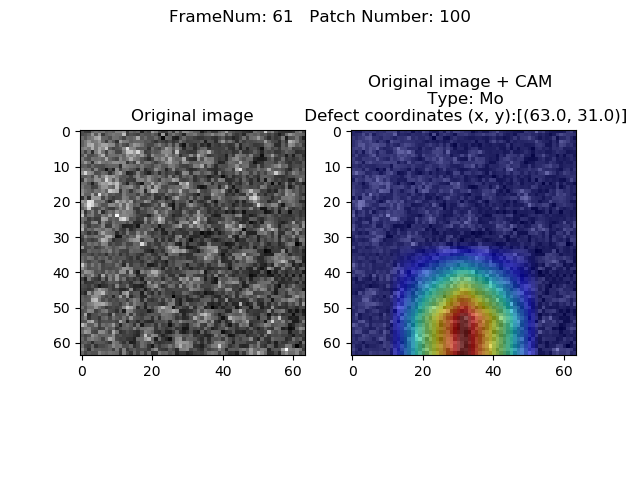 FrameNum: 61   Patch Number: 100
Original image
Original image + CAM
Type: Mo
Defect coordinates (x, y):[(63.0, 31.0)]
0
10
20
30
40
50
60
0 20 40 60
0
10
20
30
40
50
60
0 20 40 60